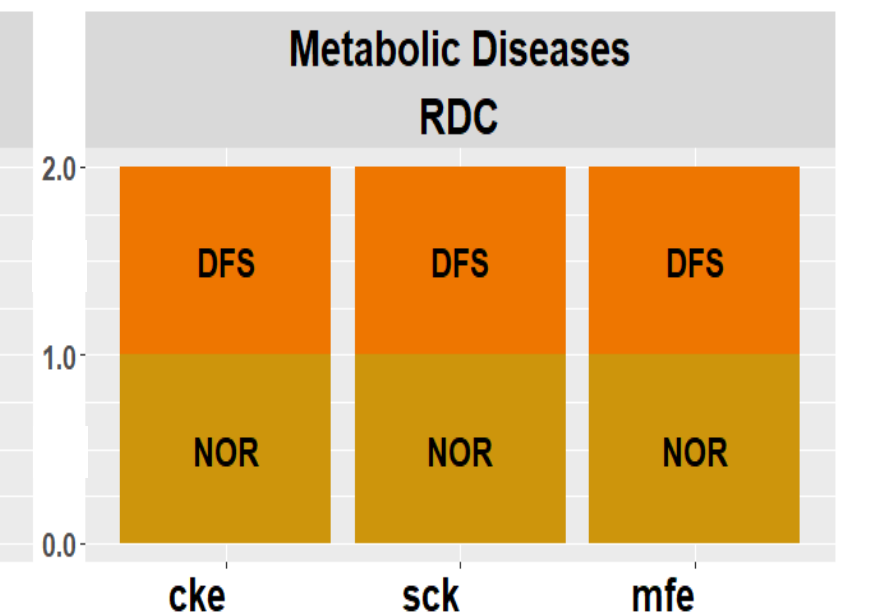 Metabolic Diseases
RDC
2.0
DFS DFS DFS
1.0
NOR NOR NOR
0.0
cke sck mfe